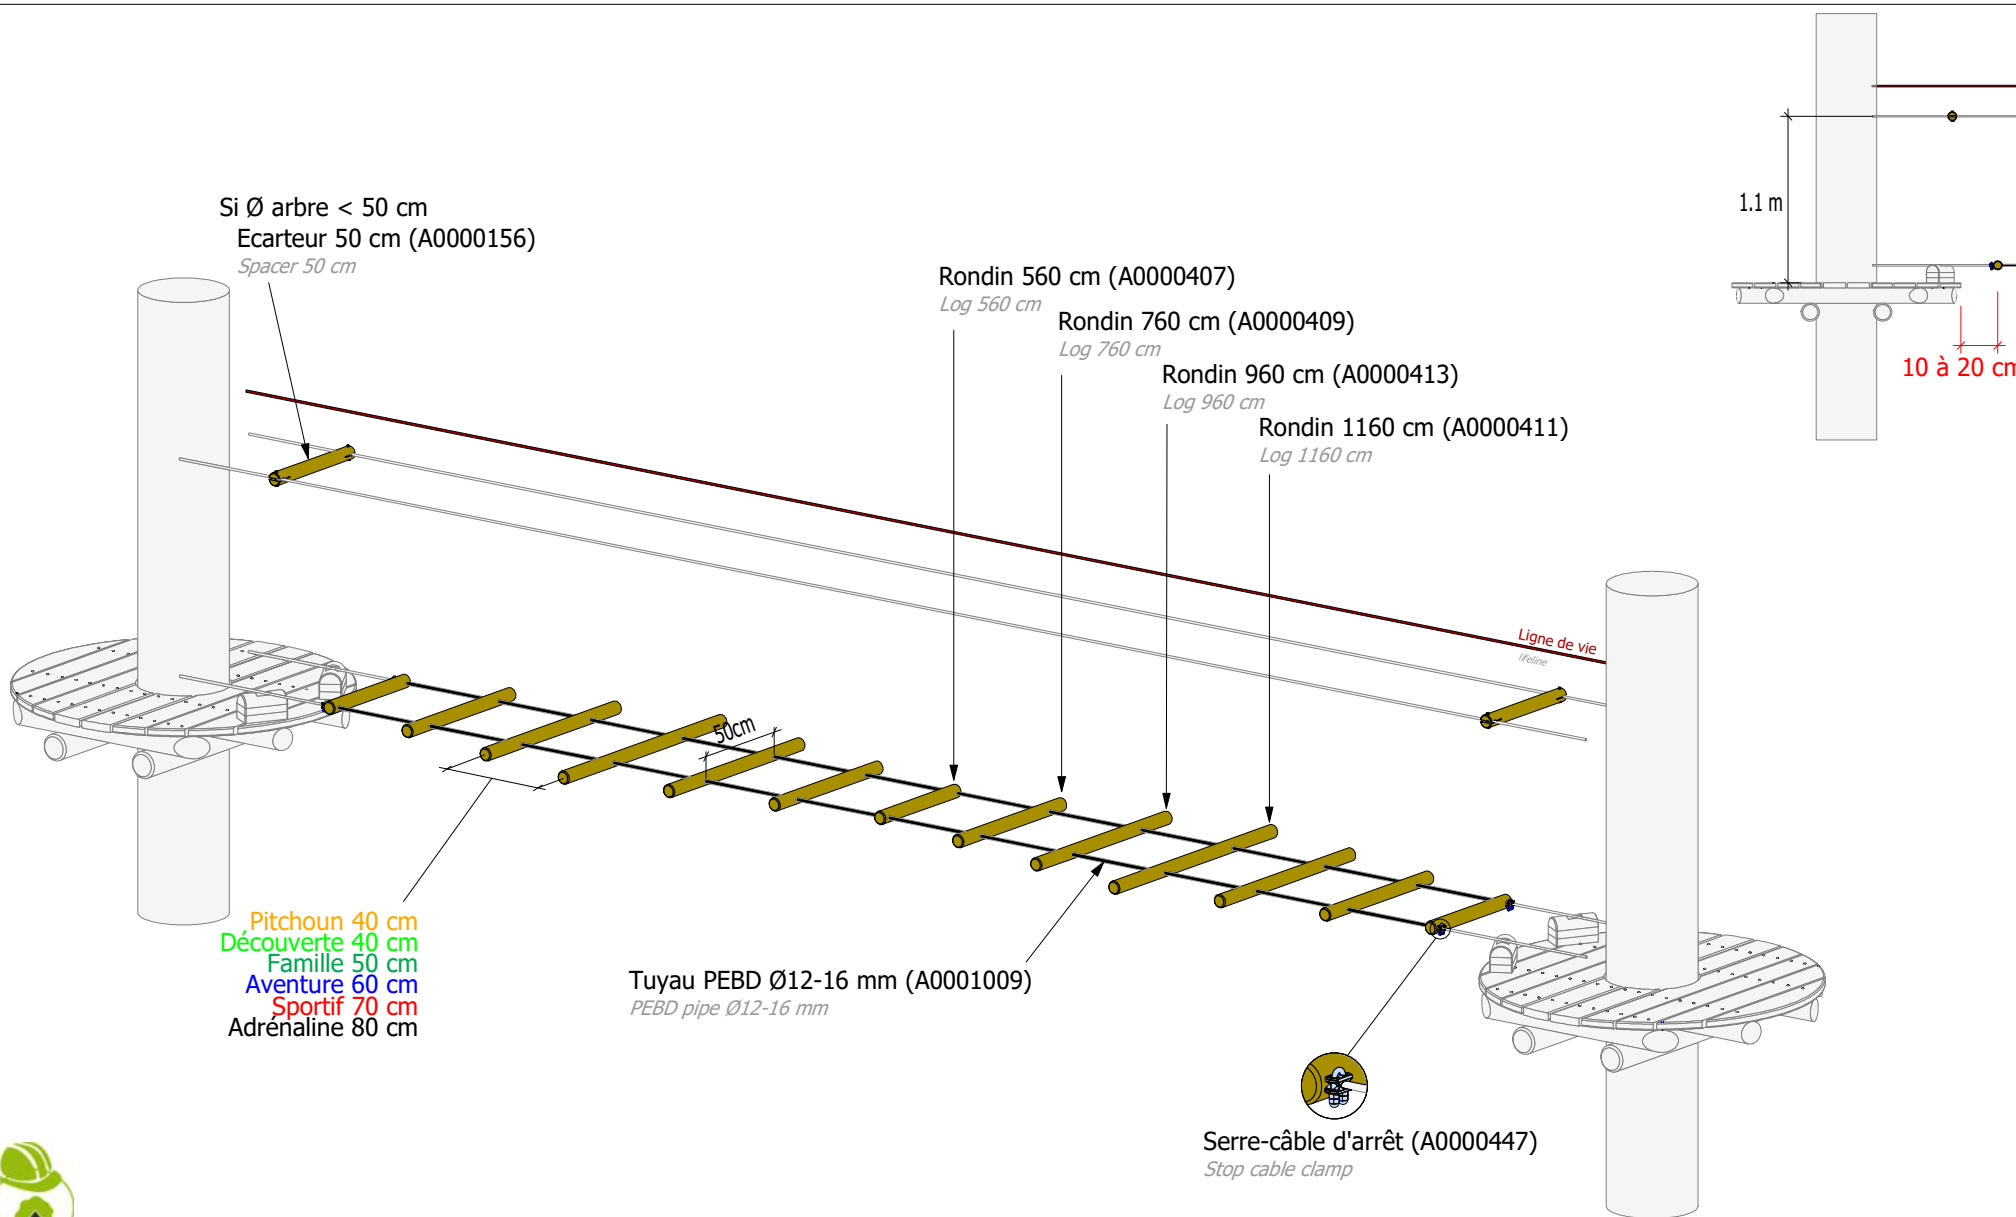 Si Ø arbre < 50 cm
Ecarteur 50 cm (A0000156)
Spacer 50 cm
Rondin 560 cm (A0000407)
Log 560 cm
Rondin 760 cm (A0000409)
Log 760 cm
Rondin 960 cm (A0000413)
Log 960 cm
Rondin 1160 cm (A0000411)
Log 1160 cm
1.1 m
10 à 20 cm
Ligne de vie
lifeline
50cm
Pitchoun 40 cm
Découverte 40 cm
Famille 50 cm
Aventure 60 cm
Sportif 70 cm
Adrénaline 80 cm
Tuyau PEBD Ø12-16 mm (A0001009)
PEBD pipe Ø12-16 mm
Serre-câble d'arrêt (A0000447)
Stop cable clamp